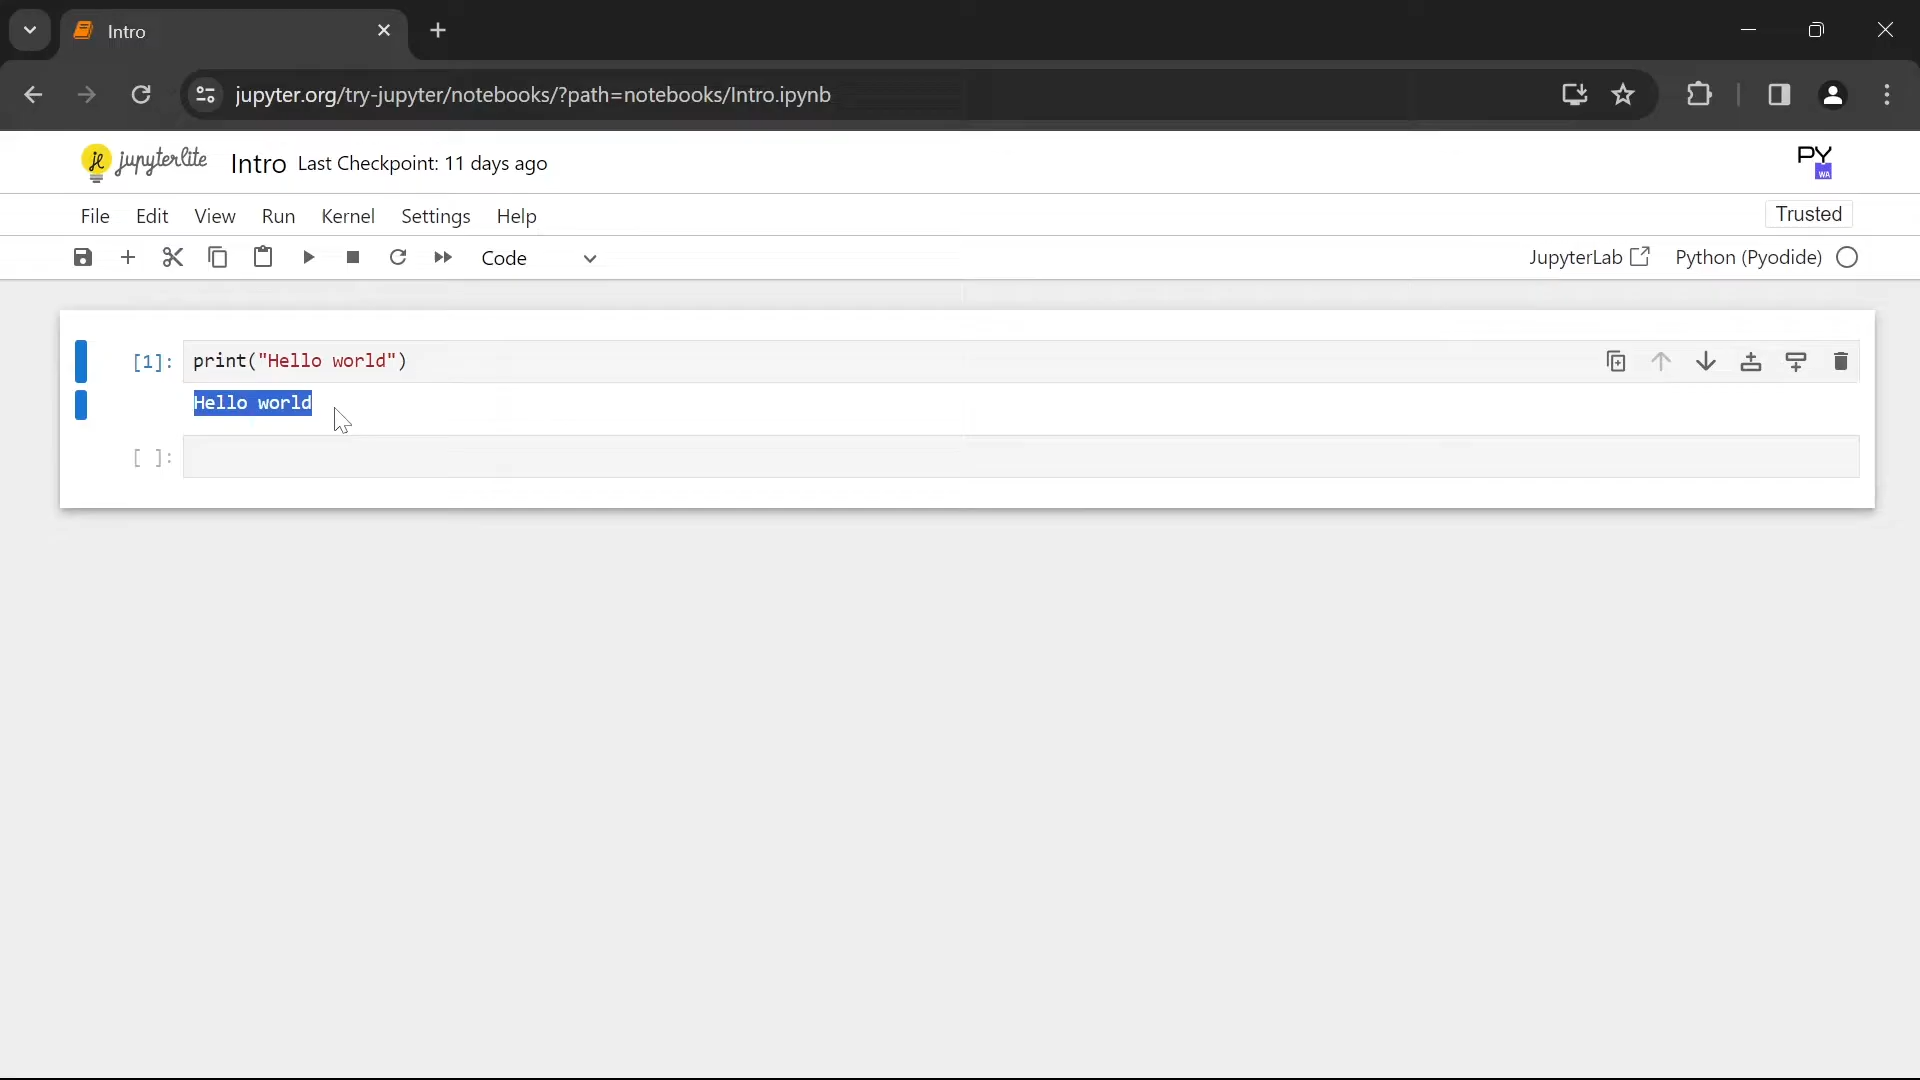 Intro
jupyter.org/try-jupyter/notebooks/?path=notebooks/Intro.ipynb
jupyterlite Intro Last Checkpoint: 11 days ago
PY
WA
File Edit View Run Kernel Settings Help
Trusted
Code
JupyterLab Python (Pyodide)
[1]: print("Hello world")
Hello world
[ ]: